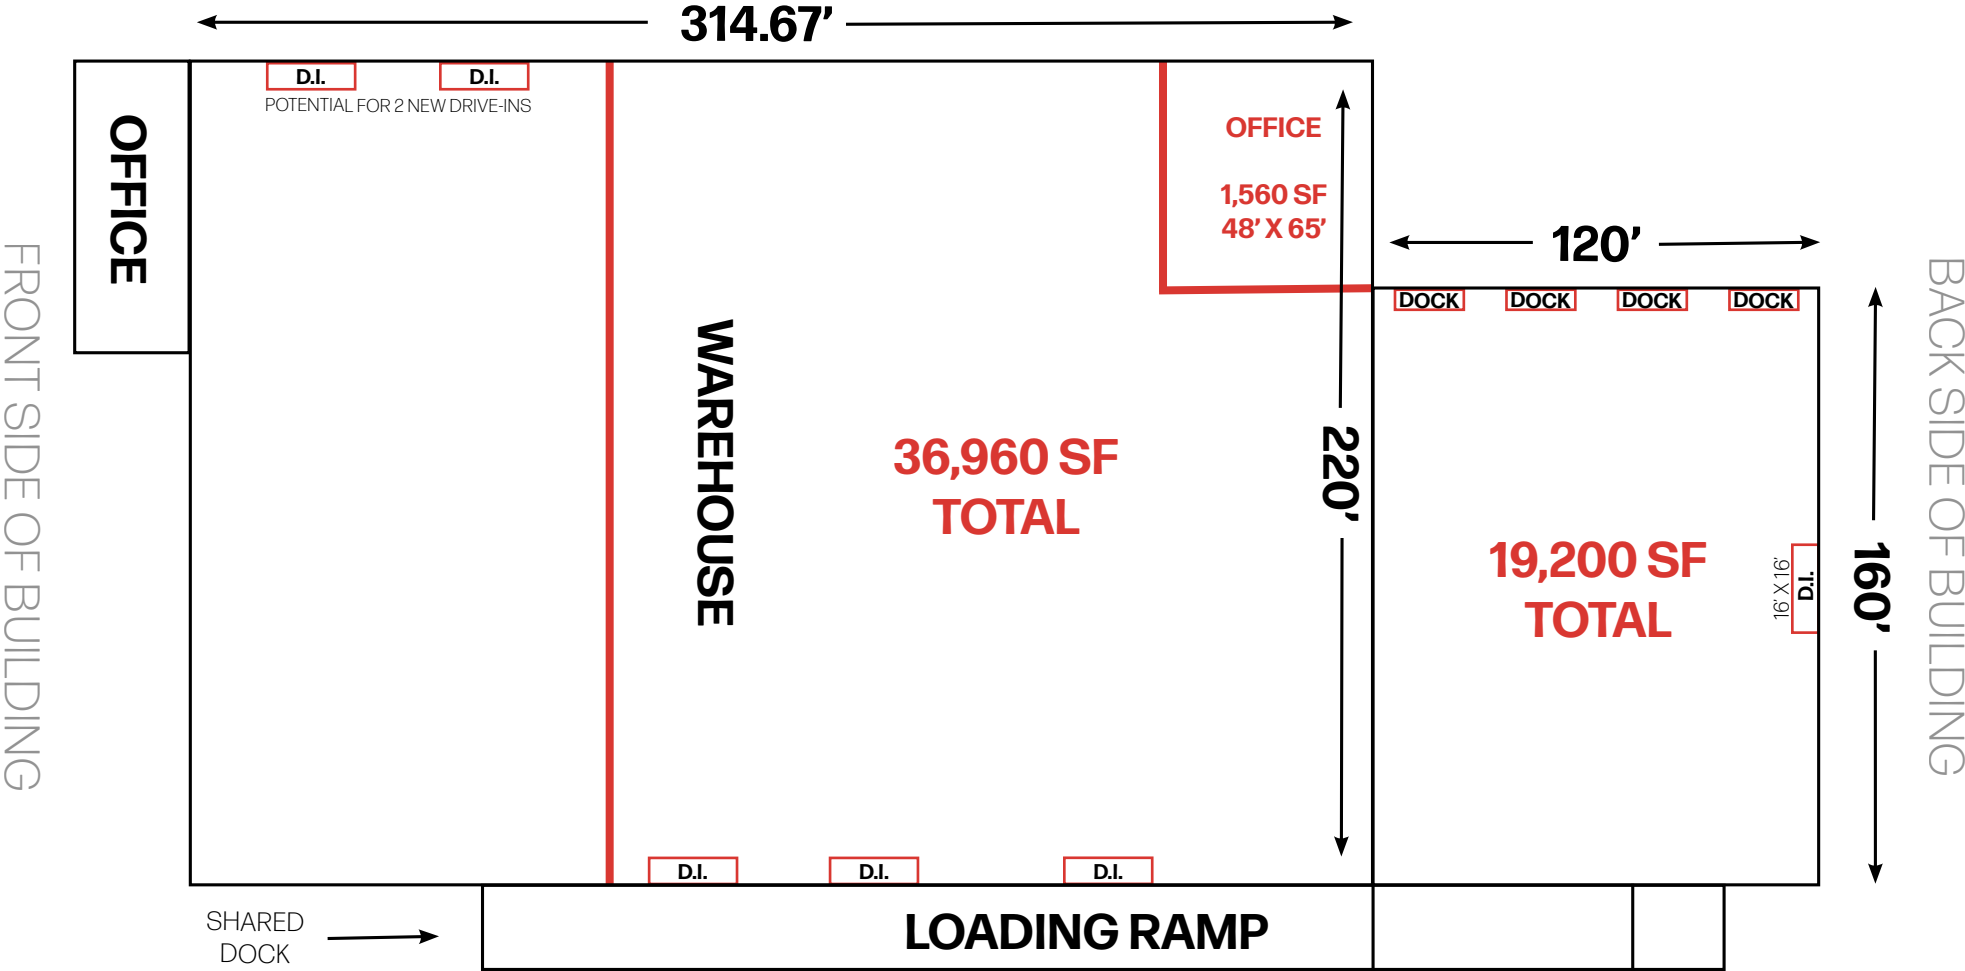 314.67’
D.I.
D.I.
POTENTIAL FOR 2 NEW DRIVE-INS
OFFICE
OFFICE
1,560 SF
48’ X 65’
120’
DOCK
DOCK
DOCK
DOCK
FRONT SIDE OF BUILDING
WAREHOUSE
36,960 SF
TOTAL
220’
19,200 SF
TOTAL
16’ X 16’
D.I.
160’
BACK SIDE OF BUILDING
D.I.
D.I.
D.I.
SHARED
DOCK
LOADING RAMP